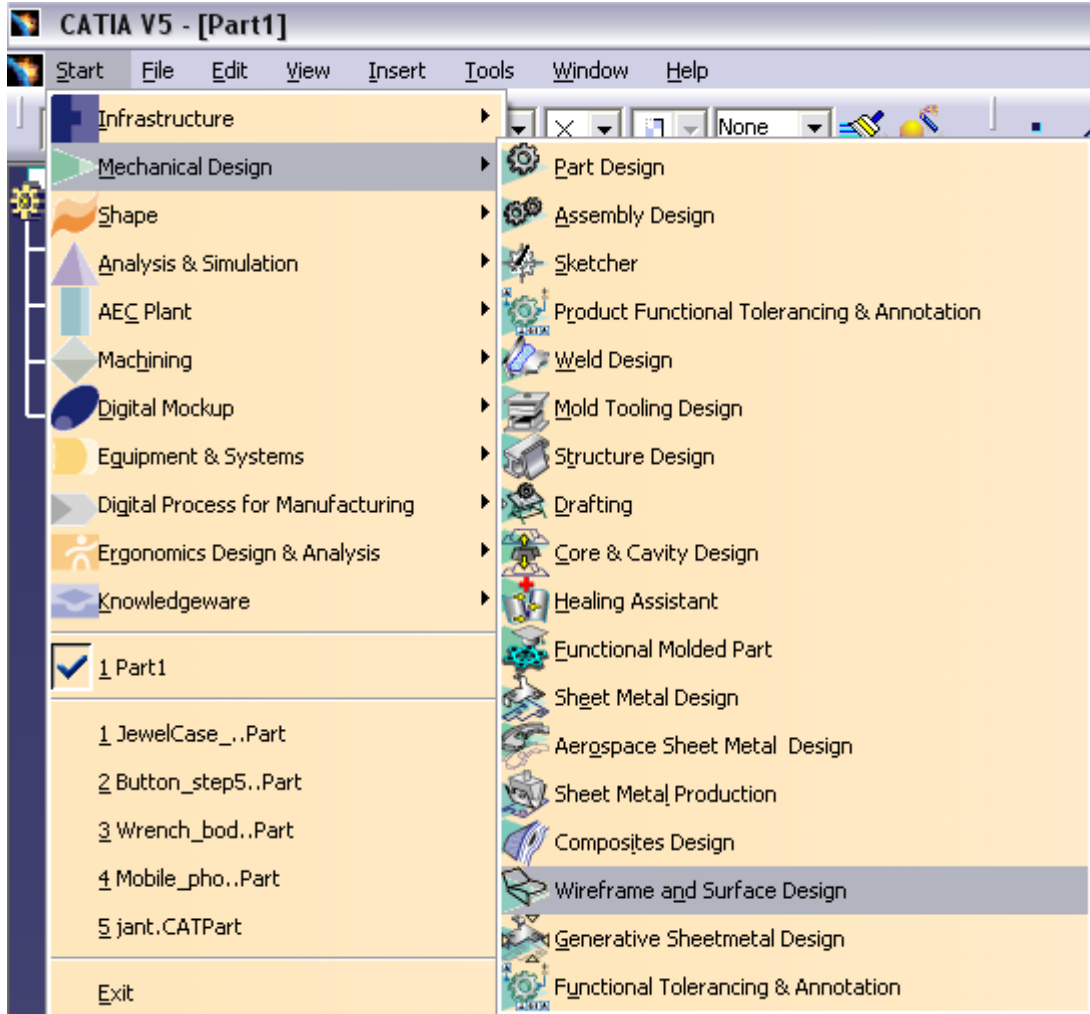 CATIA V5 - [Part1]
Start File Edit View Insert Tools Window Help
None
Infrastructure
Mechanical Design
Shape
Analysis & Simulation
AEC Plant
Machining
Digital Mockup
Equipment & Systems
Digital Process for Manufacturing
Ergonomics Design & Analysis
Knowledgeware
1 Part1
1 JewelCase_..Part
2 Button_step5..Part
3 Wrench_bod..Part
4 Mobile_pho..Part
5 jant.CATPart
Exit
Part Design
Assembly Design
Sketcher
Product Functional Tolerancing & Annotation
Weld Design
Mold Tooling Design
Structure Design
Drafting
Core & Cavity Design
Healing Assistant
Functional Molded Part
Sheet Metal Design
Aerospace Sheet Metal  Design
Sheet Metal Production
Composites Design
Wireframe and Surface Design
Generative Sheetmetal Design
Functional Tolerancing & Annotation